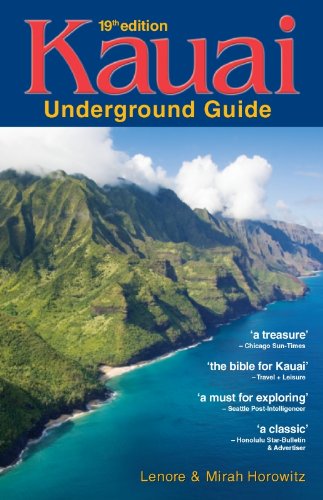 19th edition
Kauai
Underground Guide
'a treasure'
– Chicago Sun-Times
'the bible for Kauai'
– Travel + Leisure
'a must for exploring'
– Seattle Post-Intelligencer
'a classic'
– Honolulu Star-Bulletin
& Advertiser
Lenore & Mirah Horowitz